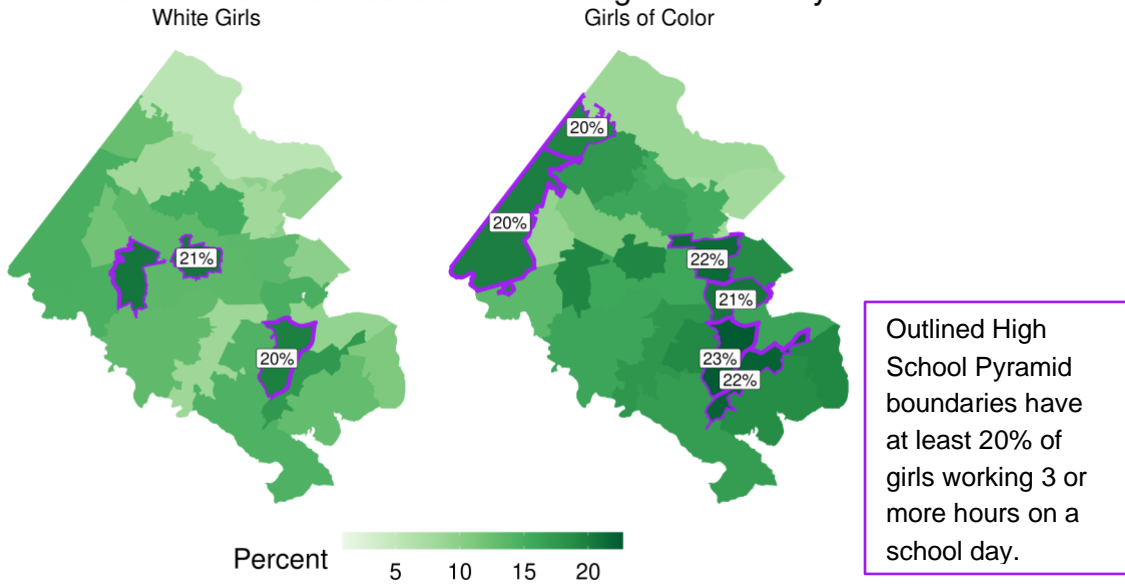 White Girls
Girls of Color
21%
20%
20%
20%
22%
21%
23%
22%
Outlined High
School Pyramid
boundaries have
at least 20% of
girls working 3 or
more hours on a
school day.
Percent
5 10 15 20